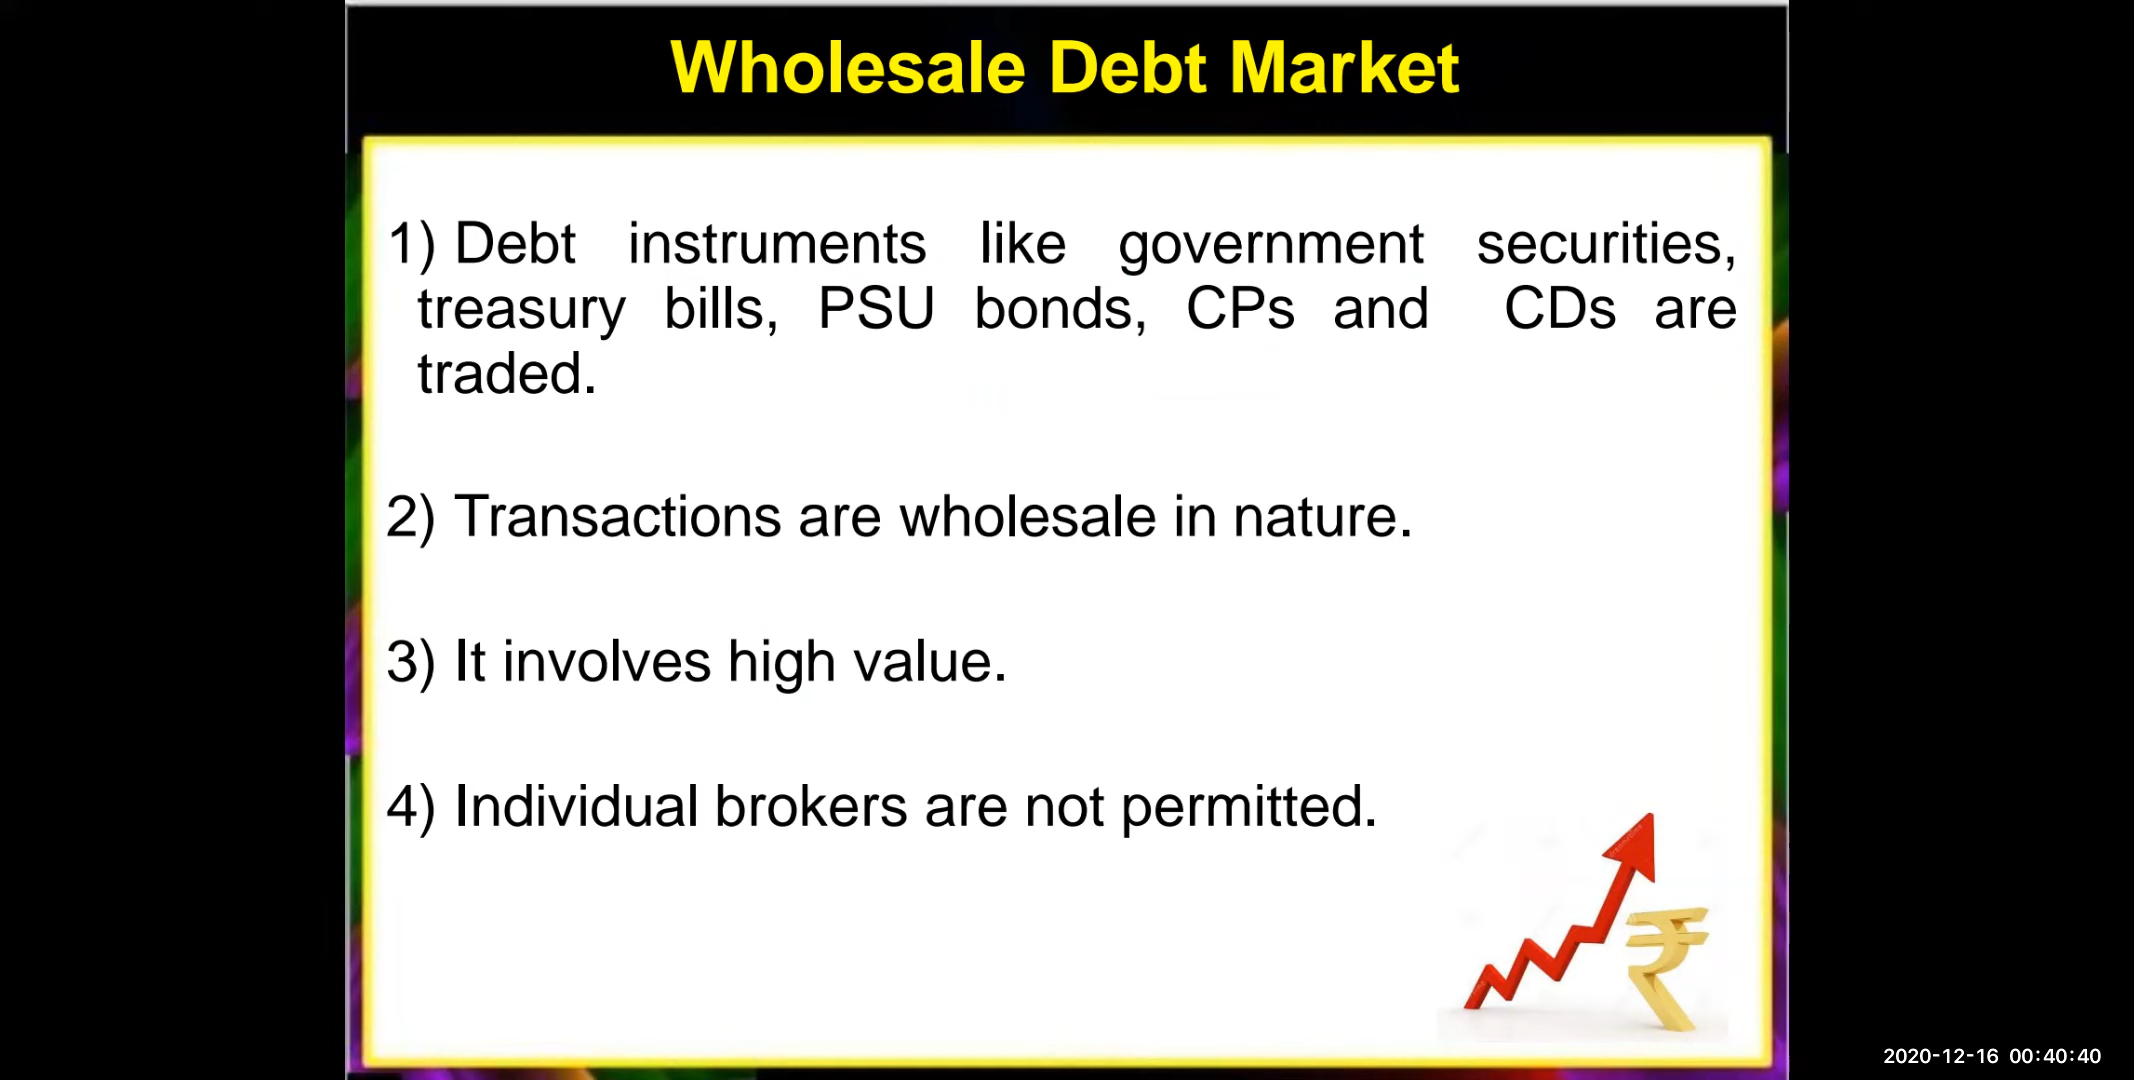 Wholesale Debt Market
1) Debt instruments like government securities,
treasury bills, PSU bonds, CPs and CDs are
traded.
2) Transactions are wholesale in nature.
3) It involves high value.
4) Individual brokers are not permitted.
₹
2020-12-16 00:40:40